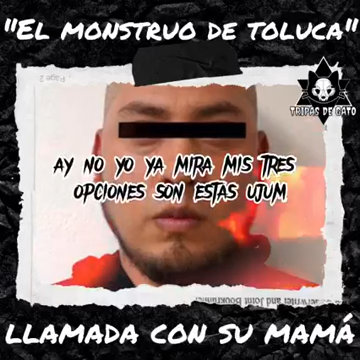 "EL MONSTRUO DE TOLUCA"
TRIPAS DE GATO
AY NO YO YA MIRA MIS TRES
OPCIONES SON ESTAS UJUM
LLAMADA CON SU MAMÁ